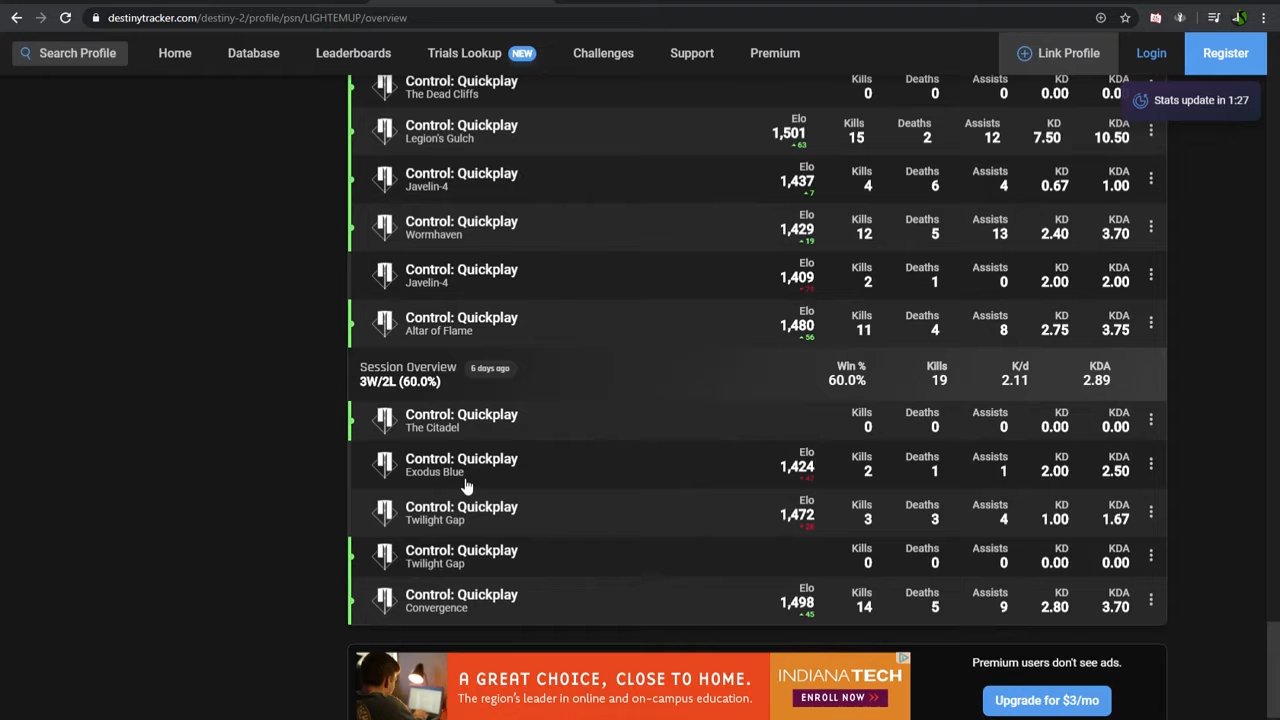 destinytracker.com/destiny-2/profile/psn/LIGHTEMUP/overview
Search Profile Home Database Leaderboards Trials Lookup NEW Challenges Support Premium Link Profile Login Register
Stats update in 1:27
Control: Quickplay Kills Deaths Assists KD KDA
The Dead Cliffs 0 0 0 0.00
Control: Quickplay Elo Kills Deaths Assists KD KDA
Legion's Gulch 1,501 15 2 12 7.50 10.50
63
Control: Quickplay Elo Kills Deaths Assists KD KDA
Javelin-4 1,437 4 6 4 0.67 1.00
7
Control: Quickplay Elo Kills Deaths Assists KD KDA
Wormhaven 1,429 12 5 13 2.40 3.70
19
Control: Quickplay Elo Kills Deaths Assists KD KDA
Javelin-4 1,409 2 1 0 2.00 2.00
Control: Quickplay Elo Kills Deaths Assists KD KDA
Altar of Flame 1,480 11 4 8 2.75 3.75
56
Session Overview 6 days ago Win % Kills K/d KDA
3W/2L (60.0%) 60.0% 19 2.11 2.89
Control: Quickplay Kills Deaths Assists KD KDA
The Citadel 0 0 0 0.00 0.00
Control: Quickplay Elo Kills Deaths Assists KD KDA
Exodus Blue 1,424 2 1 1 2.00 2.50
47
Control: Quickplay Elo Kills Deaths Assists KD KDA
Twilight Gap 1,472 3 3 4 1.00 1.67
Control: Quickplay Kills Deaths Assists KD KDA
Twilight Gap 0 0 0 0.00 0.00
Control: Quickplay Elo Kills Deaths Assists KD KDA
Convergence 1,498 14 5 9 2.80 3.70
45
A GREAT CHOICE, CLOSE TO HOME.
The region's leader in online and on-campus education.
INDIANA TECH
ENROLL NOW >>
Premium users don't see ads.
Upgrade for $3/mo